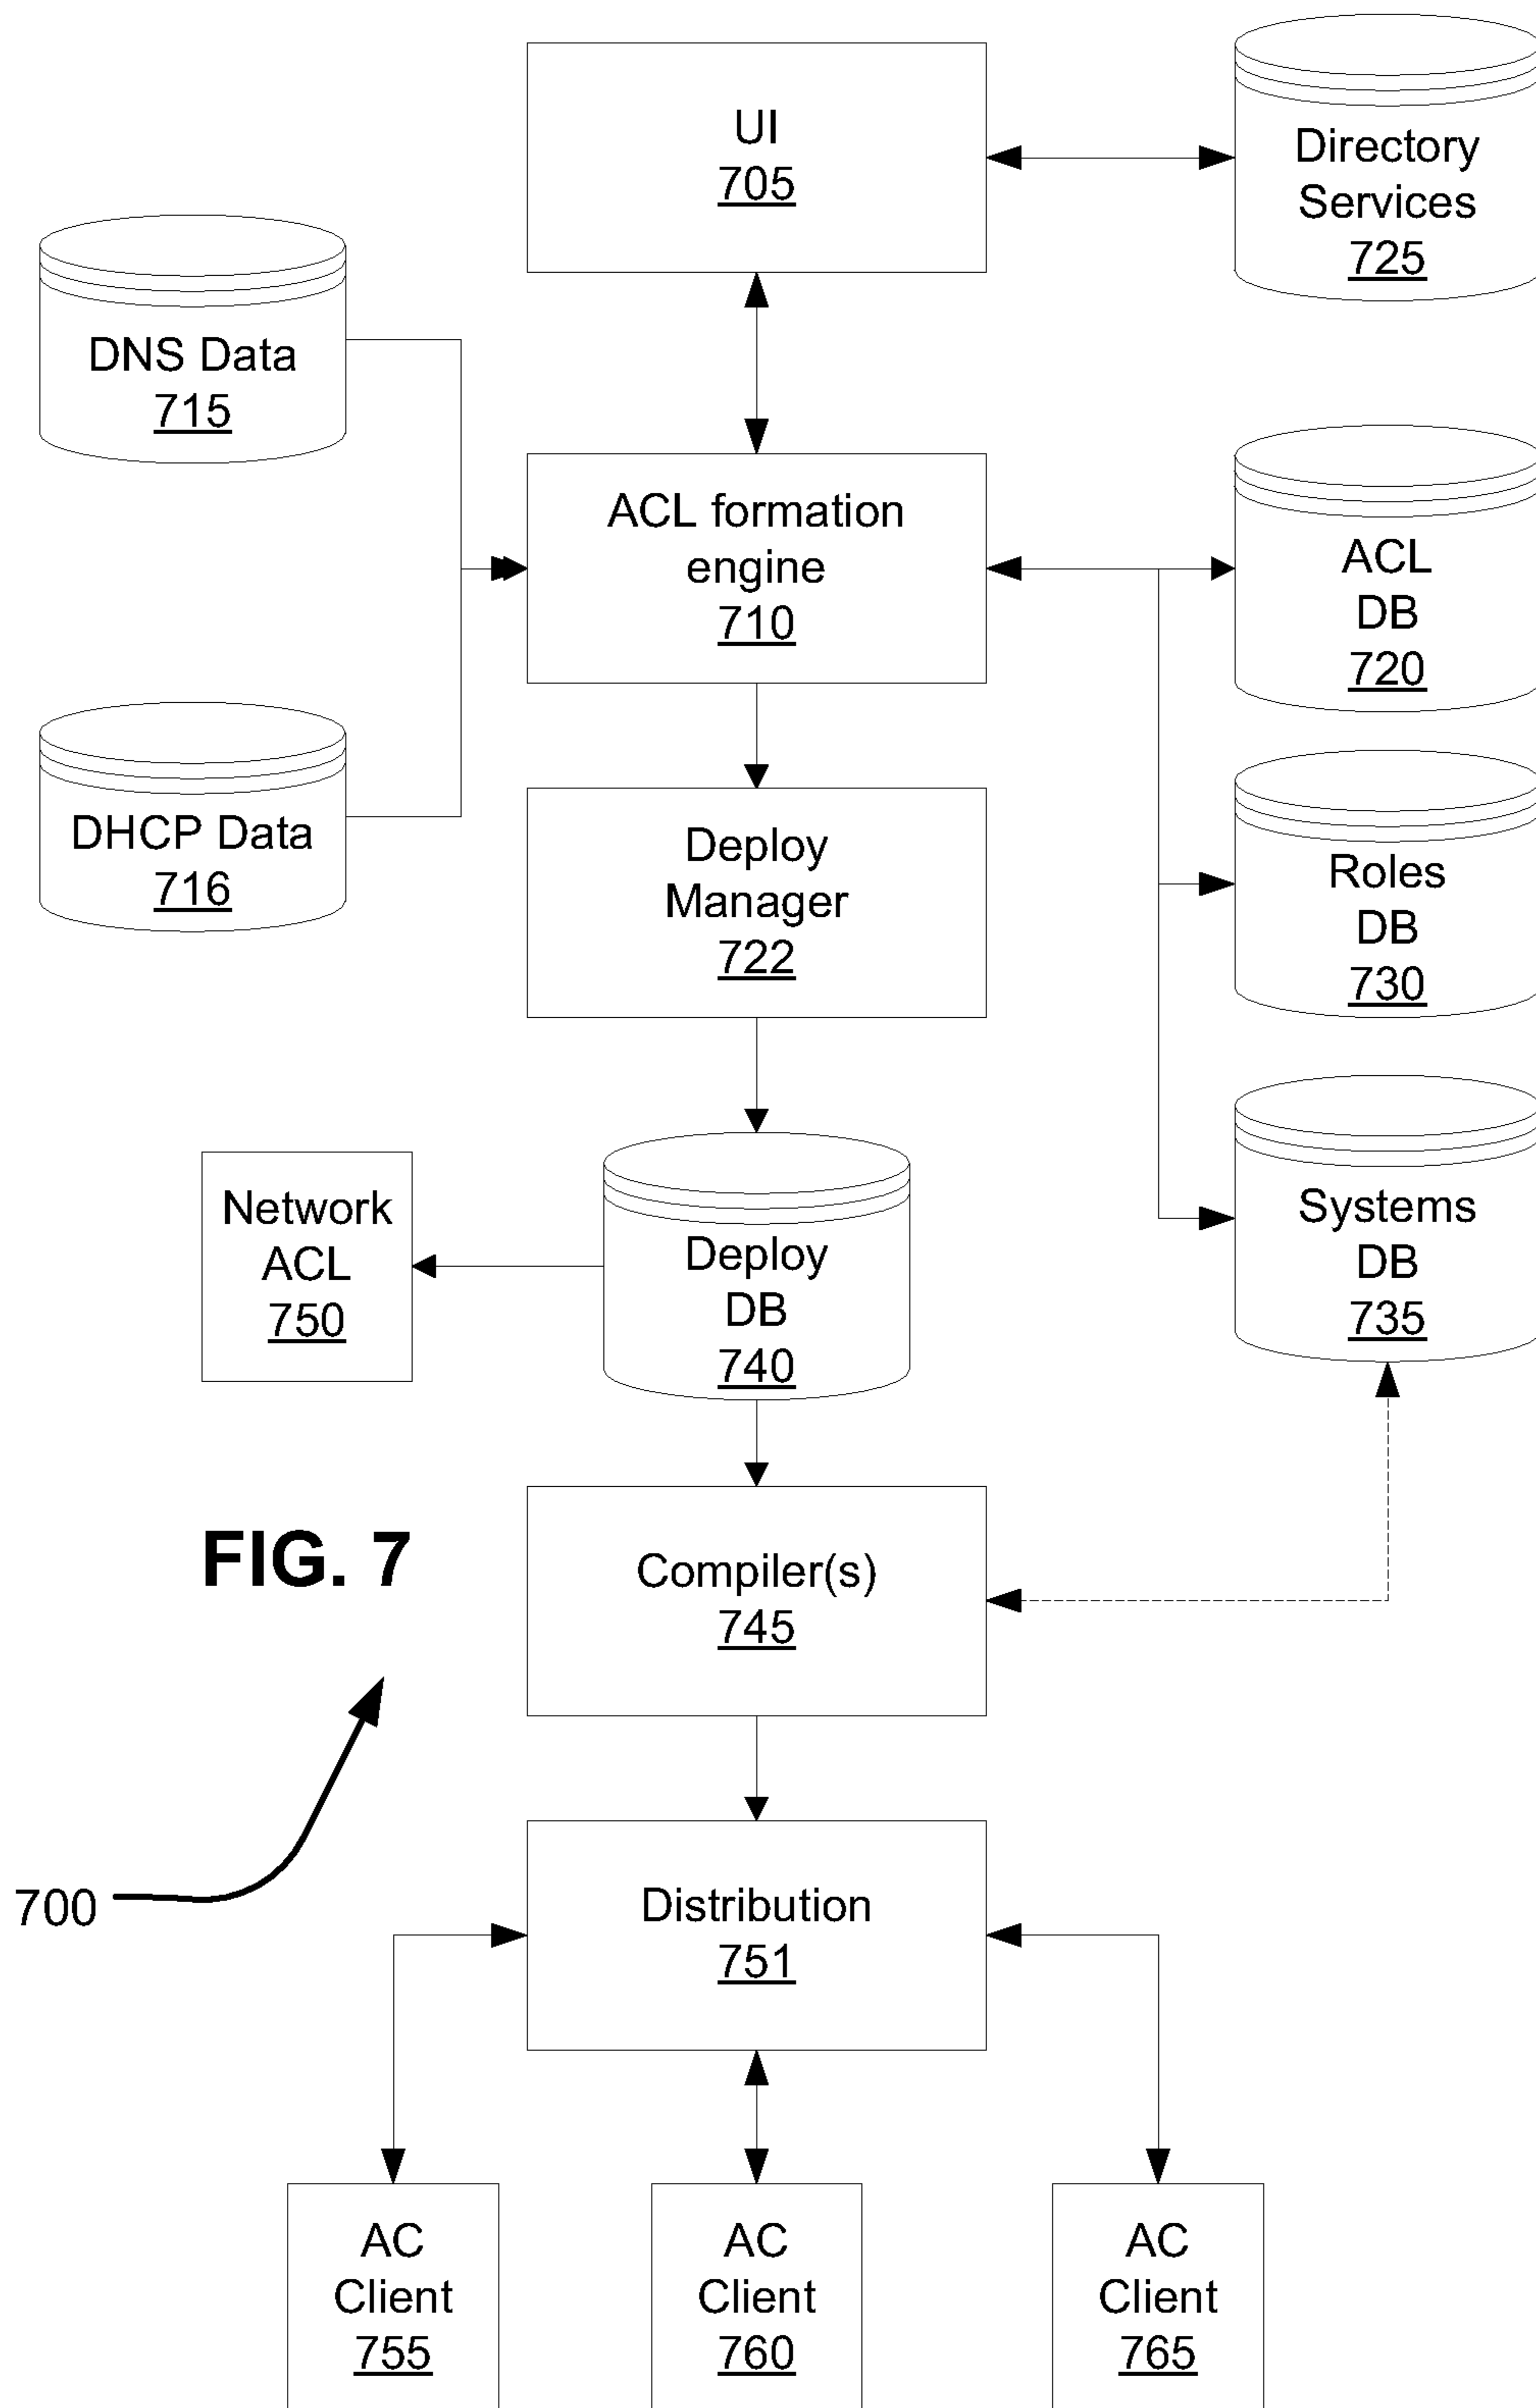 UI
705
Directory
Services
725
DNS Data
715
ACL formation
engine
710
ACL
DB
720
DHCP Data
716
Deploy
Manager
722
Roles
DB
730
Network
ACL
750
Deploy
DB
740
Systems
DB
735
FIG. 7
Compiler(s)
745
700
Distribution
751
AC
Client
755
AC
Client
760
AC
Client
765